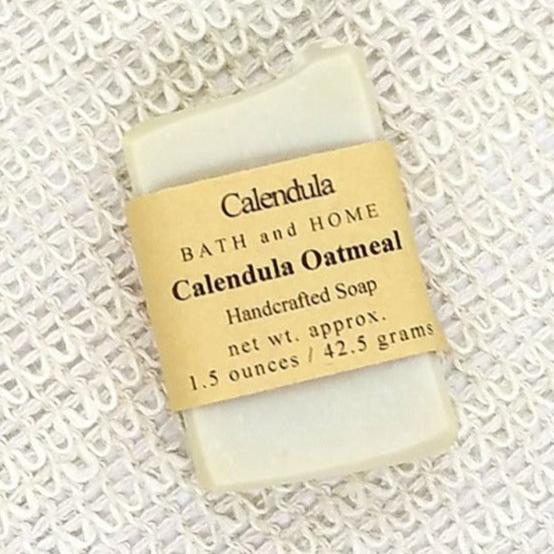 Calendula
BATH and HOME
Calendula Oatmeal
Handcrafted Soap
net wt. approx.
1.5 ounces / 42.5 grams